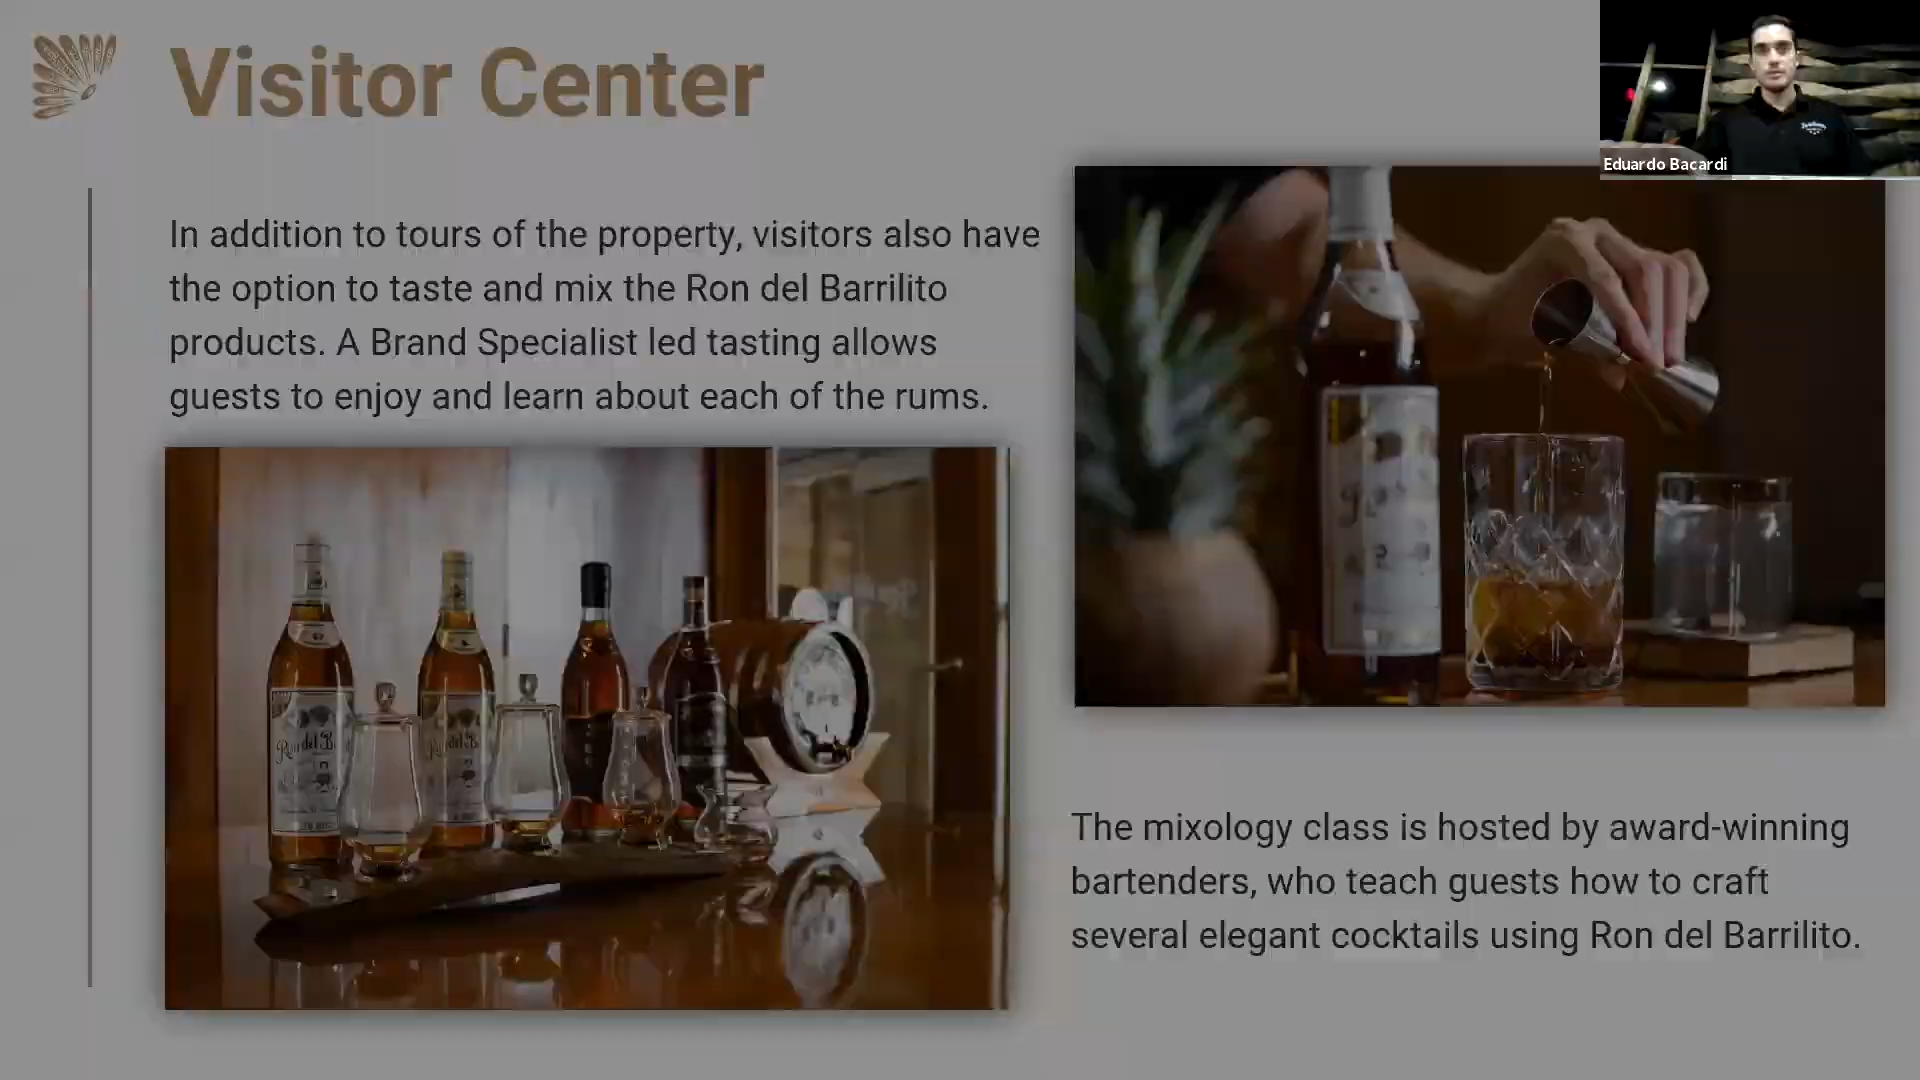 Visitor Center
Eduardo Bacardi
In addition to tours of the property, visitors also have
the option to taste and mix the Ron del Barrilito
products. A Brand Specialist led tasting allows
guests to enjoy and learn about each of the rums.
Ron del B
The mixology class is hosted by award-winning
bartenders, who teach guests how to craft
several elegant cocktails using Ron del Barrilito.